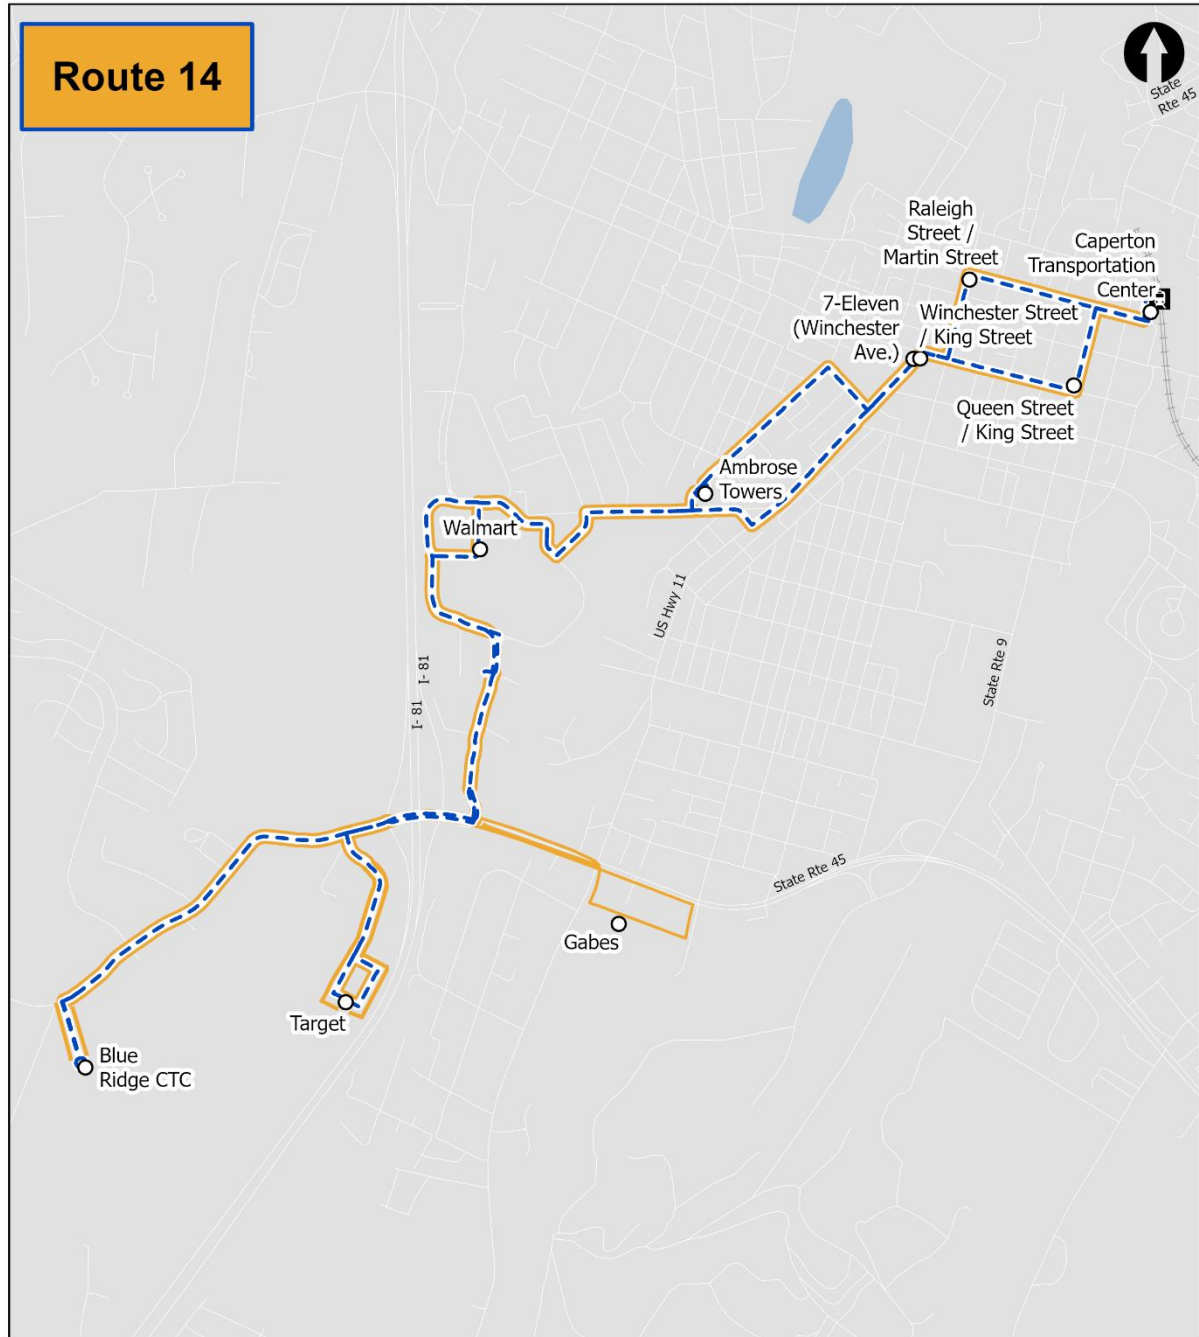 Route 14
State
Rte 45
Raleigh
Street /
Martin Street
Caperton
Transportation
Center
7-Eleven
(Winchester
Ave.)
Winchester Street
/ King Street
Queen Street
/ King Street
Ambrose
Towers
Walmart
US Hwy 11
State Rte 9
I- 81
I- 81
State Rte 45
Gabes
Target
Blue
Ridge CTC